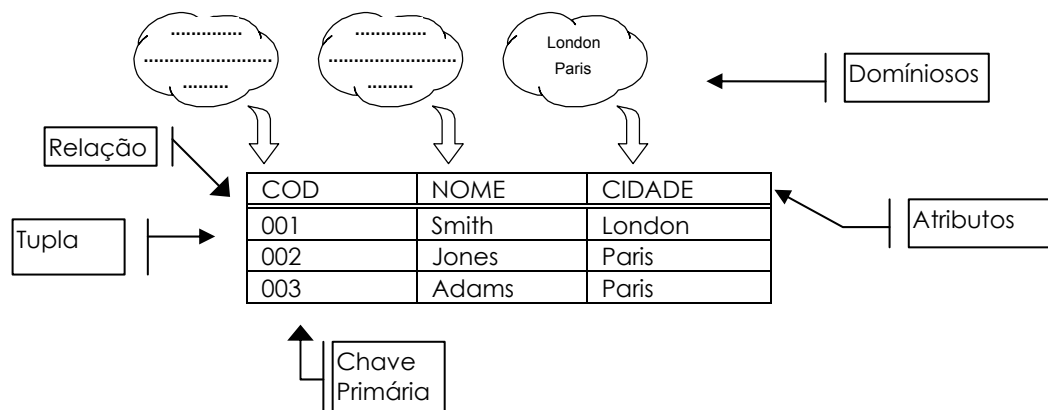 ..............
..........................
.........
..............
..........................
.........
London
Paris
Domíniosos
Relação
COD NOME CIDADE
001 Smith London
002 Jones Paris
003 Adams Paris
Tupla
Atributos
Chave
Primária